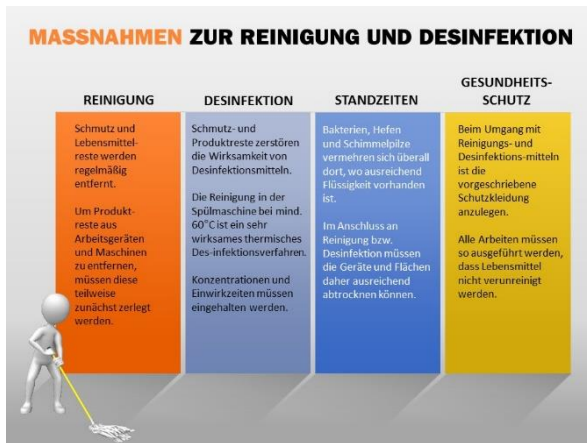 MASSNAHMEN ZUR REINIGUNG UND DESINFEKTION
REINIGUNG
Schmutz und
Lebensmittel-
reste werden
regelmäßig
entfernt.
Um Produkt-
reste aus
Arbeitsgeräten
und Maschinen
zu entfernen,
müssen diese
teilweise
zunächst zerlegt
werden.
DESINFEKTION
Schmutz- und
Produktreste zerstören
die Wirksamkeit von
Desinfektionsmitteln.
Die Reinigung in der
Spülmaschine bei mind.
60°C ist ein sehr
wirksames thermisches
Des-infektionsverfahren.
Konzentrationen und
Einwirkzeiten müssen
eingehalten werden.
STANDZEITEN
Bakterien, Hefen
und Schimmelpilze
vermehren sich überall
dort, wo ausreichend
Flüssigkeit vorhanden
ist.
Im Anschluss an
Reinigung bzw.
Desinfektion müssen
die Geräte und Flächen
daher ausreichend
abtrocknen können.
GESUNDHEITS-
SCHUTZ
Beim Umgang mit
Reinigungs- und
Desinfektions-mitteln
ist die
vorgeschriebene
Schutzkleidung
anzulegen.
Alle Arbeiten müssen
so ausgeführt werden,
dass Lebensmittel
nicht verunreinigt
werden.